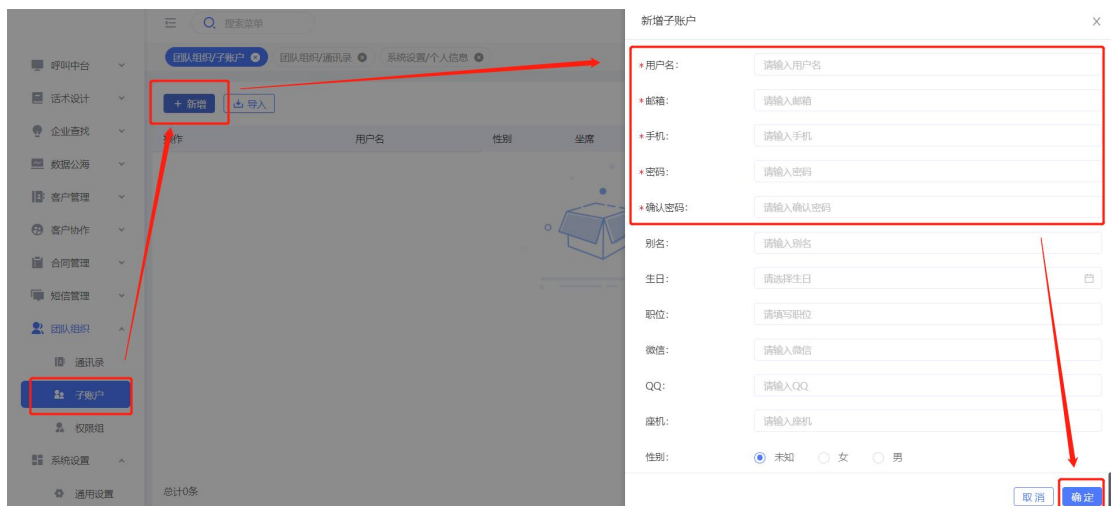 搜索菜单
团队组织/子账户
团队组织/通讯录
系统设置/个人信息
+ 新增
导入
操作
用户名
性别
坐席
呼叫中台
话术设计
企业查找
数据公海
客户管理
客户协作
合同管理
短信管理
团队组织
通讯录
子账户
权限组
系统设置
通用设置
总计0条
新增子账户
*用户名:
请输入用户名
*邮箱:
请输入邮箱
*手机:
请输入手机
*密码:
请输入密码
*确认密码:
请输入确认密码
别名:
请输入别名
生日:
请选择生日
职位:
请填写职位
微信:
请输入微信
QQ:
请输入QQ
座机:
请输入座机
性别:
未知
女
男
取消
确定